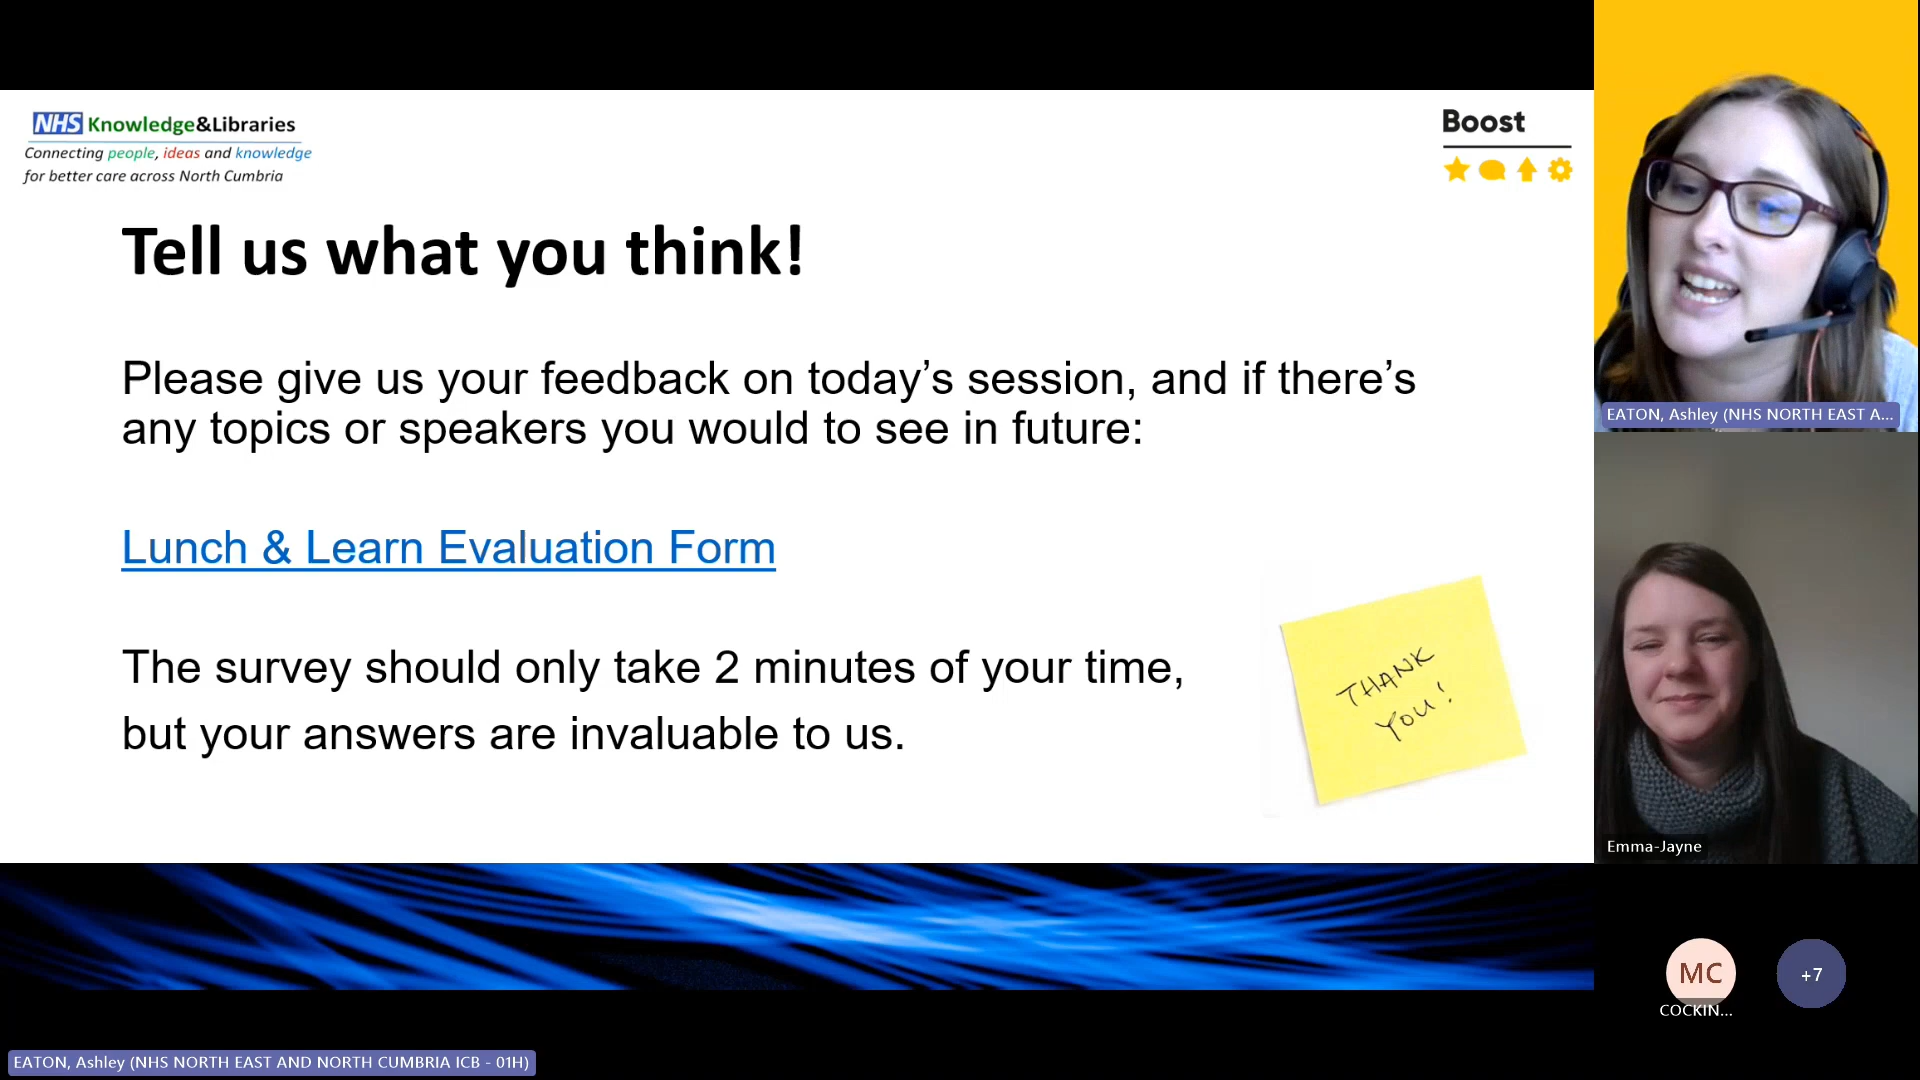 NHS Knowledge&Libraries
Connecting people, ideas and knowledge
for better care across North Cumbria
Boost
Tell us what you think!
Please give us your feedback on today’s session, and if there’s
any topics or speakers you would to see in future:
Lunch & Learn Evaluation Form
The survey should only take 2 minutes of your time,
but your answers are invaluable to us.
THANK
YOU!
EATON, Ashley (NHS NORTH EAST A...
Emma-Jayne
MC
COCKIN...
+7
EATON, Ashley (NHS NORTH EAST AND NORTH CUMBRIA ICB - 01H)